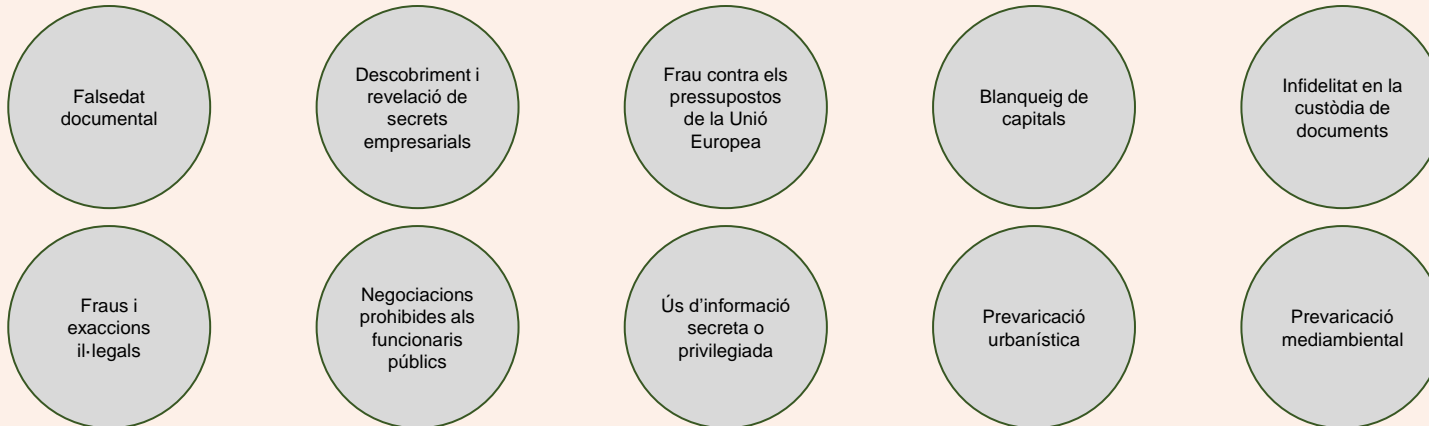 Falsedat
documental
Descobriment i
revelació de
secrets
empresarials
Frau contra els
pressupostos
de la Unió
Europea
Blanqueig de
capitals
Infidelitat en la
custòdia de
documents
Fraus i
exaccions
il·legals
Negociacions
prohibides als
funcionaris
públics
Ús d’informació
secreta o
privilegiada
Prevaricació
urbanística
Prevaricació
mediambiental